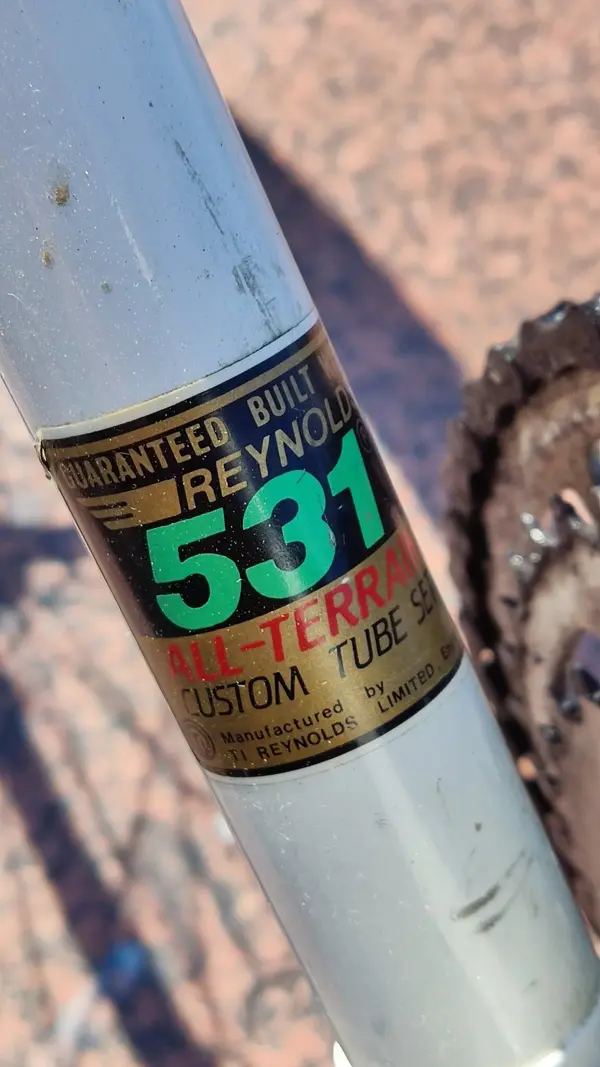 GUARANTEED BUILT
REYNOLDS
531
ALL-TERRAIN
CUSTOM TUBE SET
Manufactured by
TI REYNOLDS LIMITED